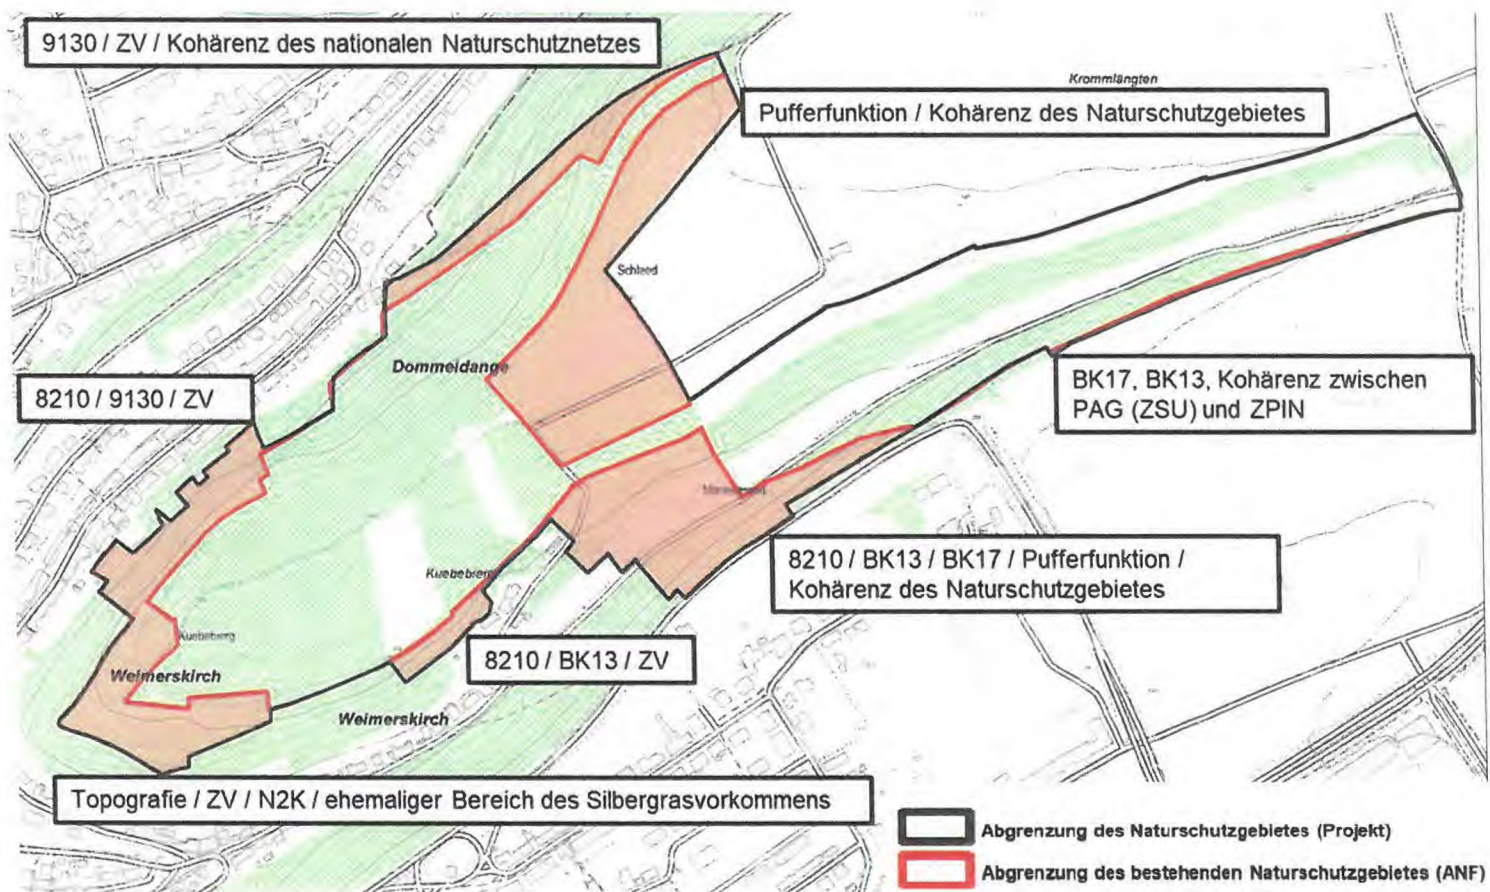 9130 / ZV / Kohärenz des nationalen Naturschutznetzes
Krommlängten
Pufferfunktion / Kohärenz des Naturschutzgebietes
Schleed
Dommeldange
8210 / 9130 / ZV
BK17, BK13, Kohärenz zwischen
PAG (ZSU) und ZPIN
8210 / BK13 / BK17 / Pufferfunktion /
Kohärenz des Naturschutzgebietes
Kuebebierg
Kuebebierg
8210 / BK13 / ZV
Weimerskirch
Weimerskirch
Topografie / ZV / N2K / ehemaliger Bereich des Silbergrasvorkommens
Abgrenzung des Naturschutzgebietes (Projekt)
Abgrenzung des bestehenden Naturschutzgebietes (ANF)